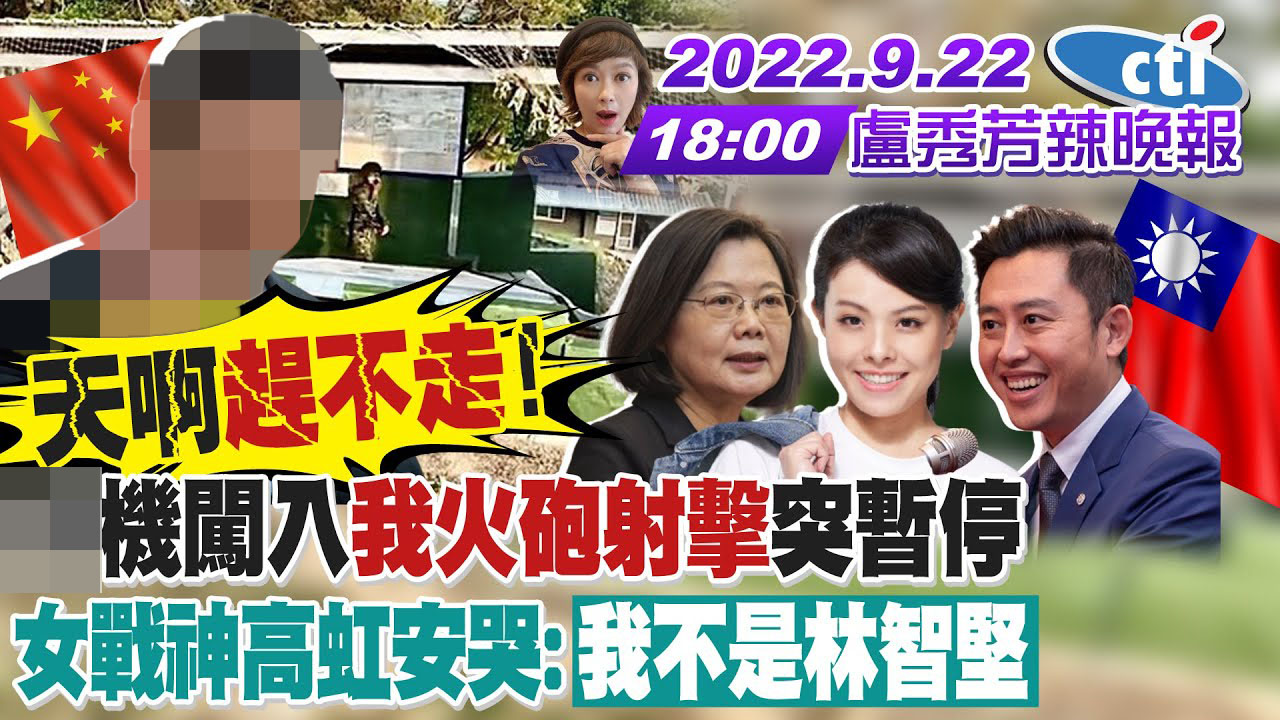 2022.9.22
cti
18:00 盧秀芳辣晚報
天啊趕不走!
機闖入我火砲射擊突暫停
女戰神高虹安哭:我不是林智堅